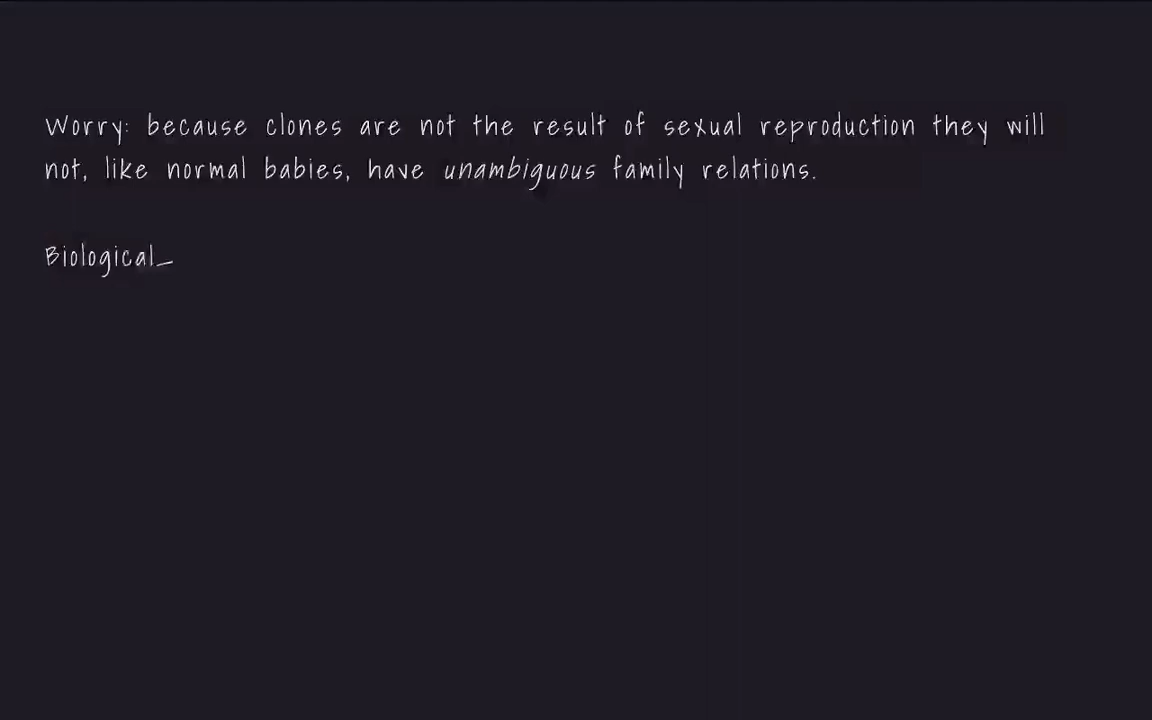 Worry: because clones are not the result of sexual reproduction they will
not, like normal babies, have unambiguous family relations.
Biological_